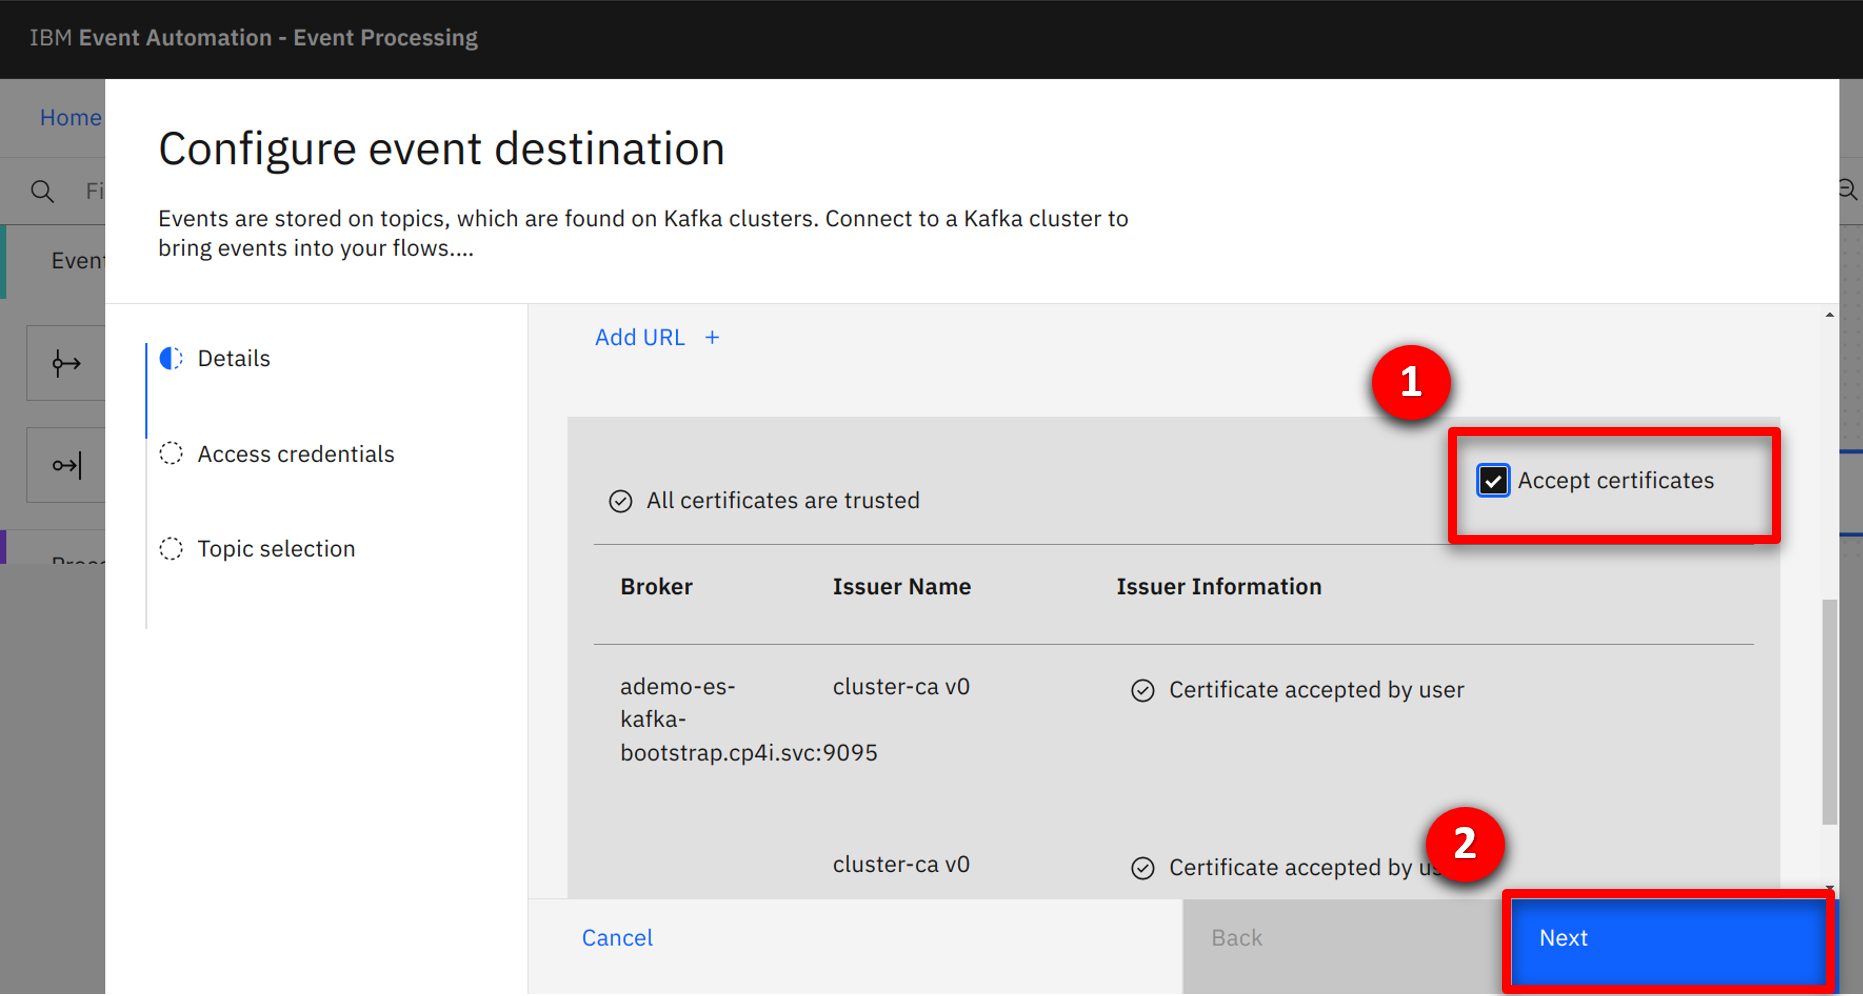 IBM Event Automation - Event Processing
Home
Configure event destination
Fi
Events are stored on topics, which are found on Kafka clusters. Connect to a Kafka cluster to
bring events into your flows....
Event
Details
Access credentials
Topic selection
Add URL +
1
Accept certificates
All certificates are trusted
Broker Issuer Name Issuer Information
ademo-es-
kafka-
bootstrap.cp4i.svc:9095
cluster-ca v0
Certificate accepted by user
2
cluster-ca v0
Certificate accepted by
Cancel
Back
Next